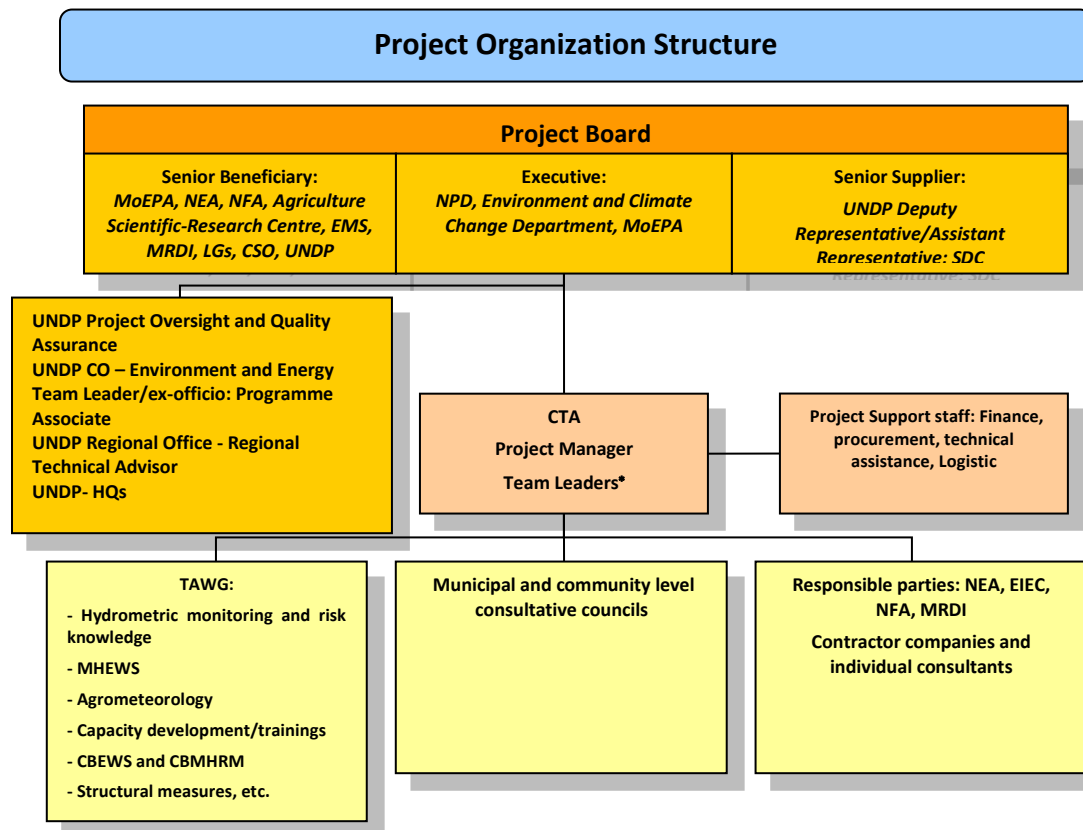 Project Organization Structure
Project Board
Senior Beneficiary:
MoEPA, NEA, NFA, Agriculture
Scientific-Research Centre, EMS,
MRDI, LGs, CSO, UNDP
Executive:
NPD, Environment and Climate
Change Department, MoEPA
Senior Supplier:
UNDP Deputy
Representative/Assistant
Representative: SDC
UNDP Project Oversight and Quality
Assurance
UNDP CO – Environment and Energy
Team Leader/ex-officio: Programme
Associate
UNDP Regional Office - Regional
Technical Advisor
UNDP- HQs
CTA
Project Manager
Team Leaders*
Project Support staff: Finance,
procurement, technical
assistance, Logistic
TAWG:
- Hydrometric monitoring and risk
knowledge
- MHEWS
- Agrometeorology
- Capacity development/trainings
- CBEWS and CBMHRM
- Structural measures, etc.
Municipal and community level
consultative councils
Responsible parties: NEA, EIEC,
NFA, MRDI
Contractor companies and
individual consultants